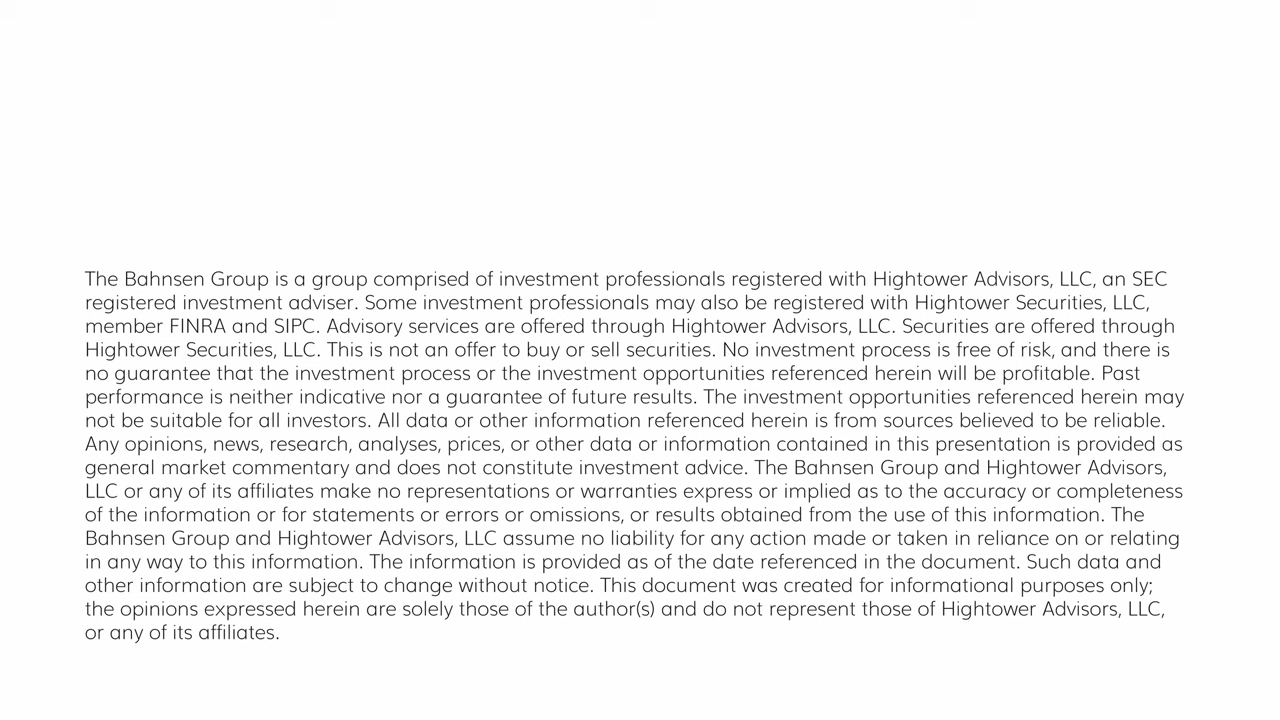 The Bahnsen Group is a group comprised of investment professionals registered with Hightower Advisors, LLC, an SEC
registered investment adviser. Some investment professionals may also be registered with Hightower Securities, LLC,
member FINRA and SIPC. Advisory services are offered through Hightower Advisors, LLC. Securities are offered through
Hightower Securities, LLC. This is not an offer to buy or sell securities. No investment process is free of risk, and there is
no guarantee that the investment process or the investment opportunities referenced herein will be profitable. Past
performance is neither indicative nor a guarantee of future results. The investment opportunities referenced herein may
not be suitable for all investors. All data or other information referenced herein is from sources believed to be reliable.
Any opinions, news, research, analyses, prices, or other data or information contained in this presentation is provided as
general market commentary and does not constitute investment advice. The Bahnsen Group and Hightower Advisors,
LLC or any of its affiliates make no representations or warranties express or implied as to the accuracy or completeness
of the information or for statements or errors or omissions, or results obtained from the use of this information. The
Bahnsen Group and Hightower Advisors, LLC assume no liability for any action made or taken in reliance on or relating
in any way to this information. The information is provided as of the date referenced in the document. Such data and
other information are subject to change without notice. This document was created for informational purposes only;
the opinions expressed herein are solely those of the author(s) and do not represent those of Hightower Advisors, LLC,
or any of its affiliates.